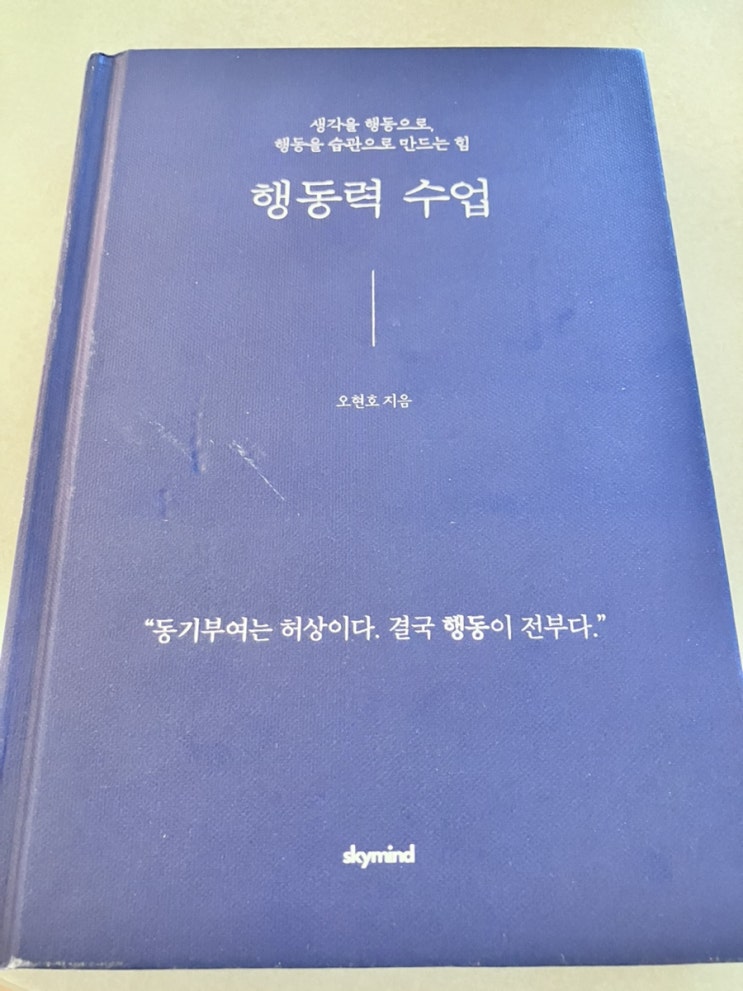 생각을 행동으로,
행동을 습관으로 만드는 힘
행동력 수업
오현호 지음
“동기부여는 허상이다. 결국 행동이 전부다.”
skymind